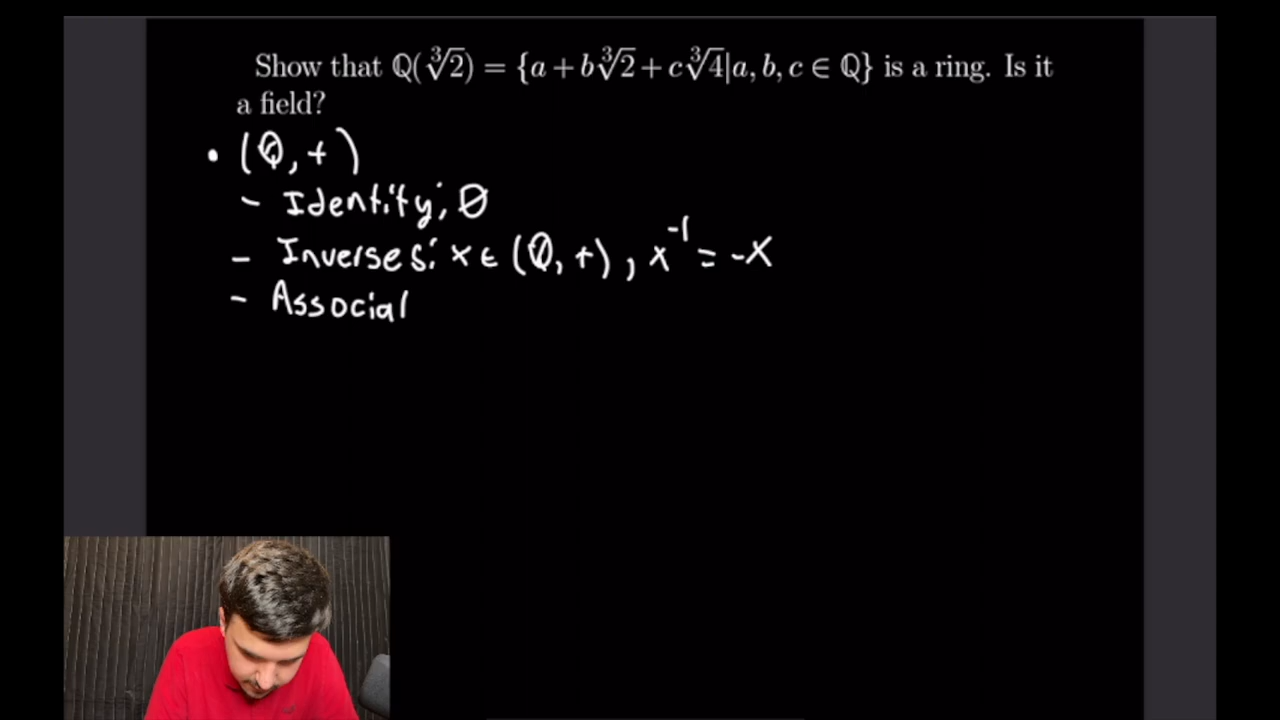 Show that ℚ(∛2) = {a + b∛2 + c∛4|a, b, c ∈ ℚ} is a ring. Is it
a field?
• (ℚ, +)
- Identity: 0
- Inverses: x ∈ (ℚ, +), x⁻¹ = -x
- Associal